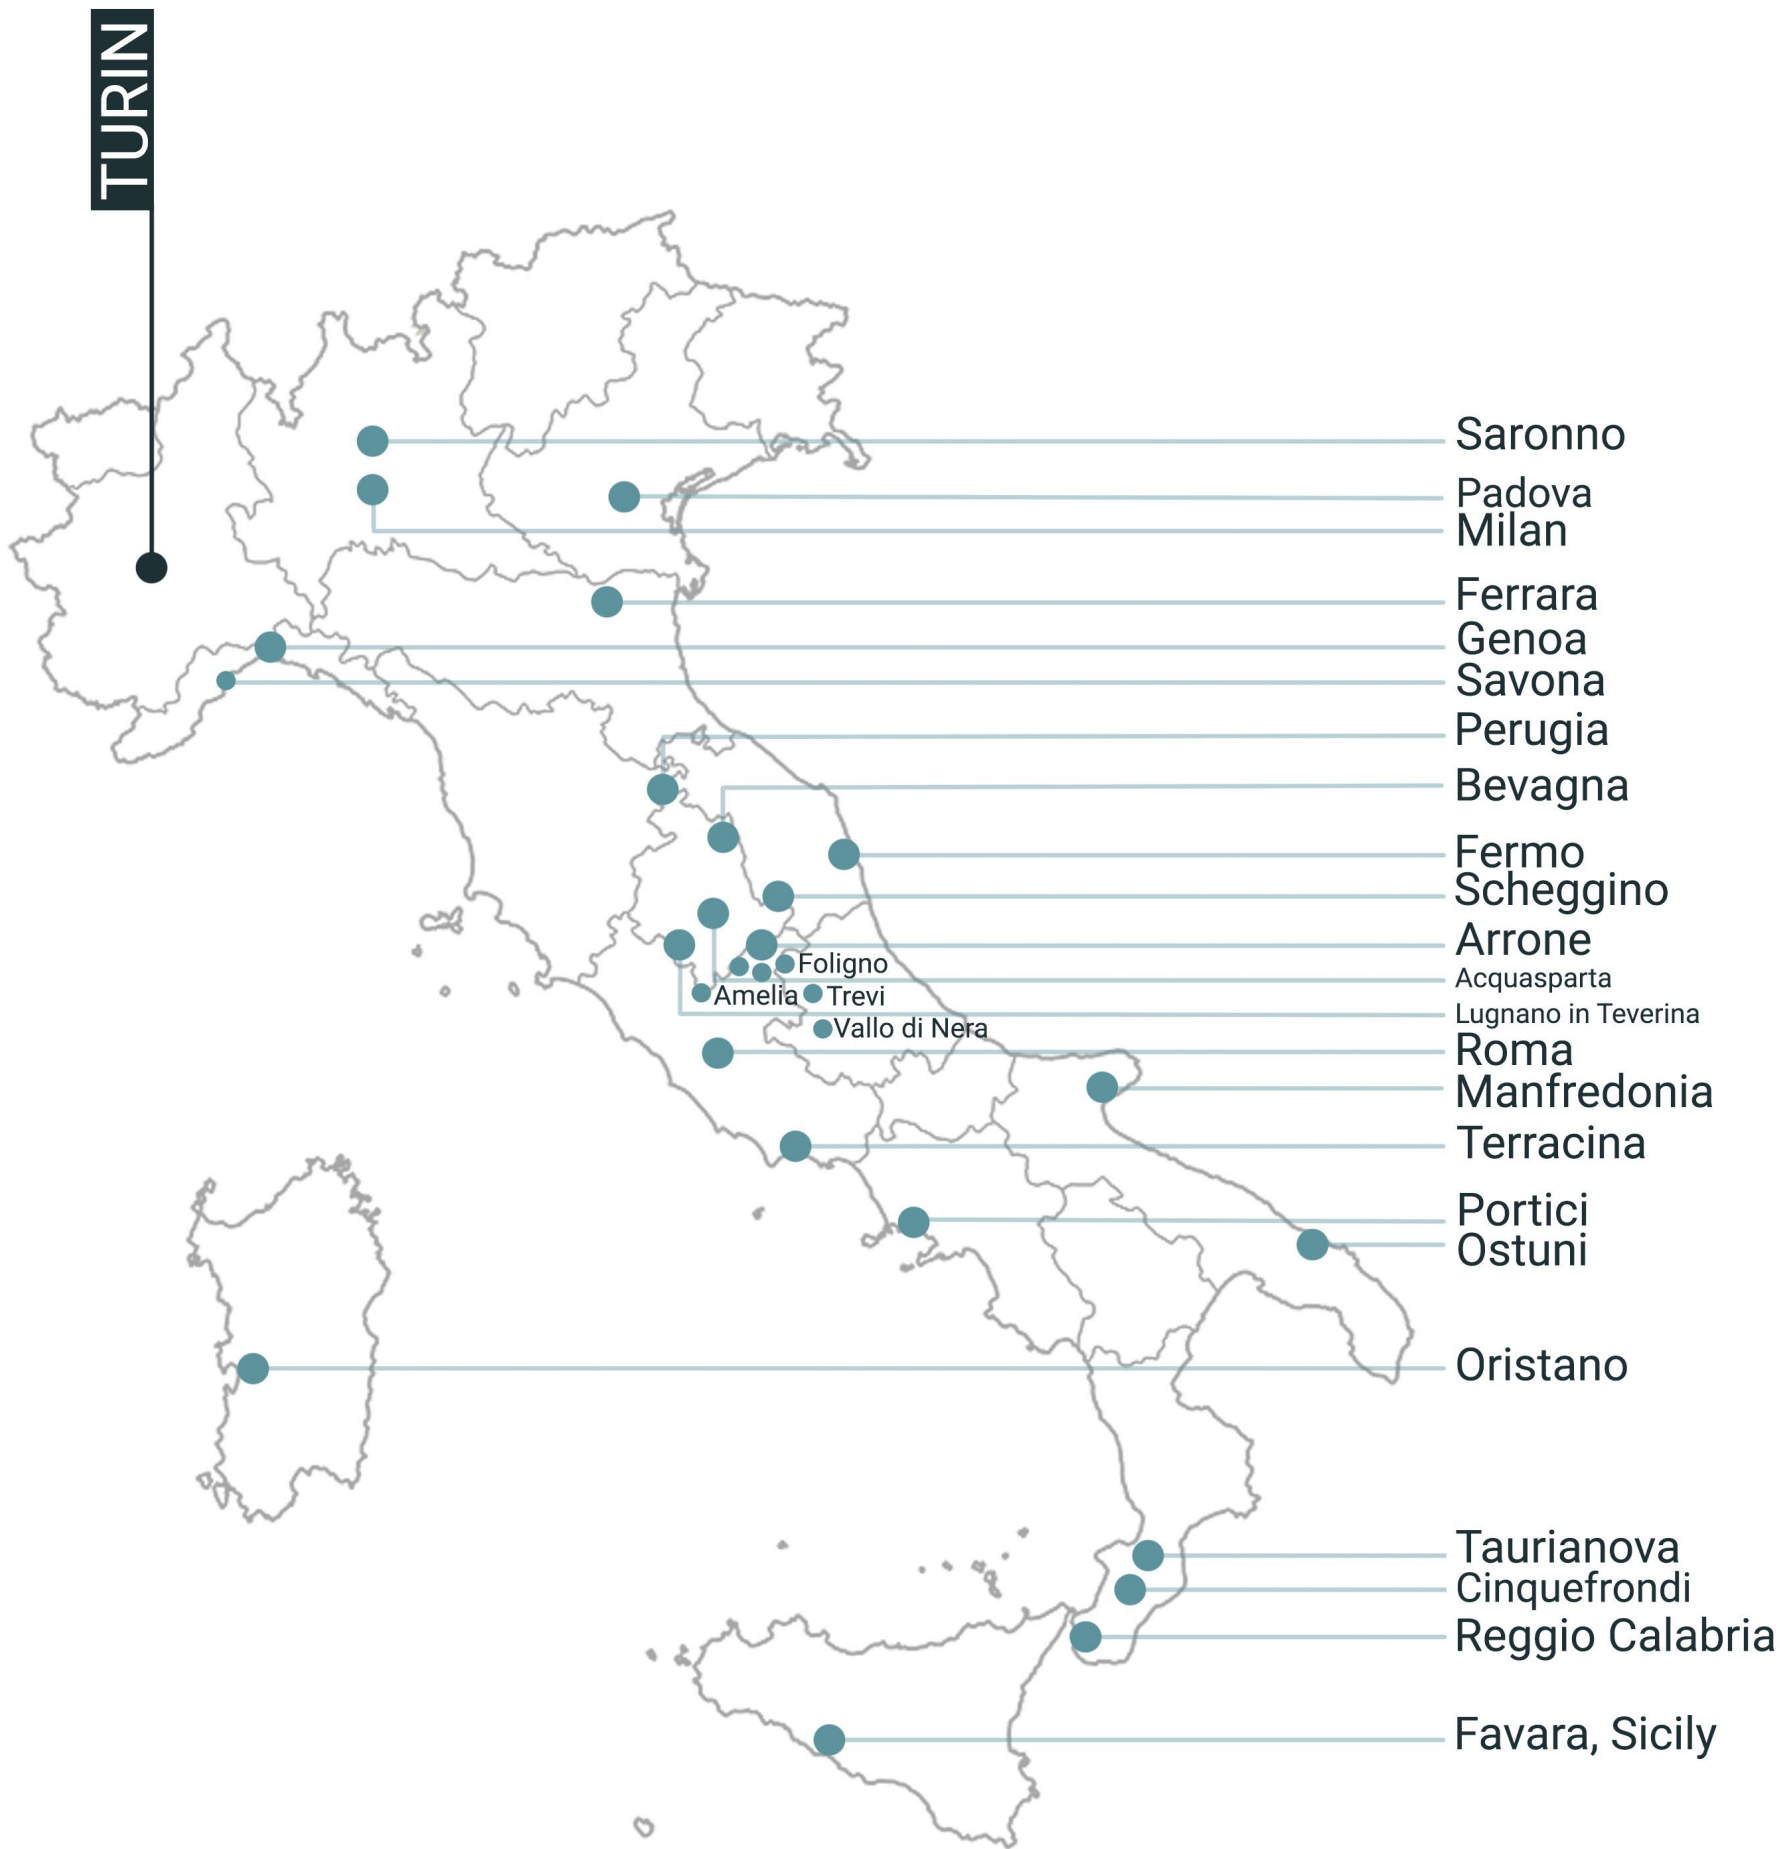 TURIN
Saronno
Padova
Milan
Ferrara
Genoa
Savona
Perugia
Bevagna
Fermo
Scheggino
Arrone
Foligno
Acquasparta
Amelia
Trevi
Lugnano in Teverina
Vallo di Nera
Roma
Manfredonia
Terracina
Portici
Ostuni
Oristano
Taurianova
Cinquefrondi
Reggio Calabria
Favara, Sicily